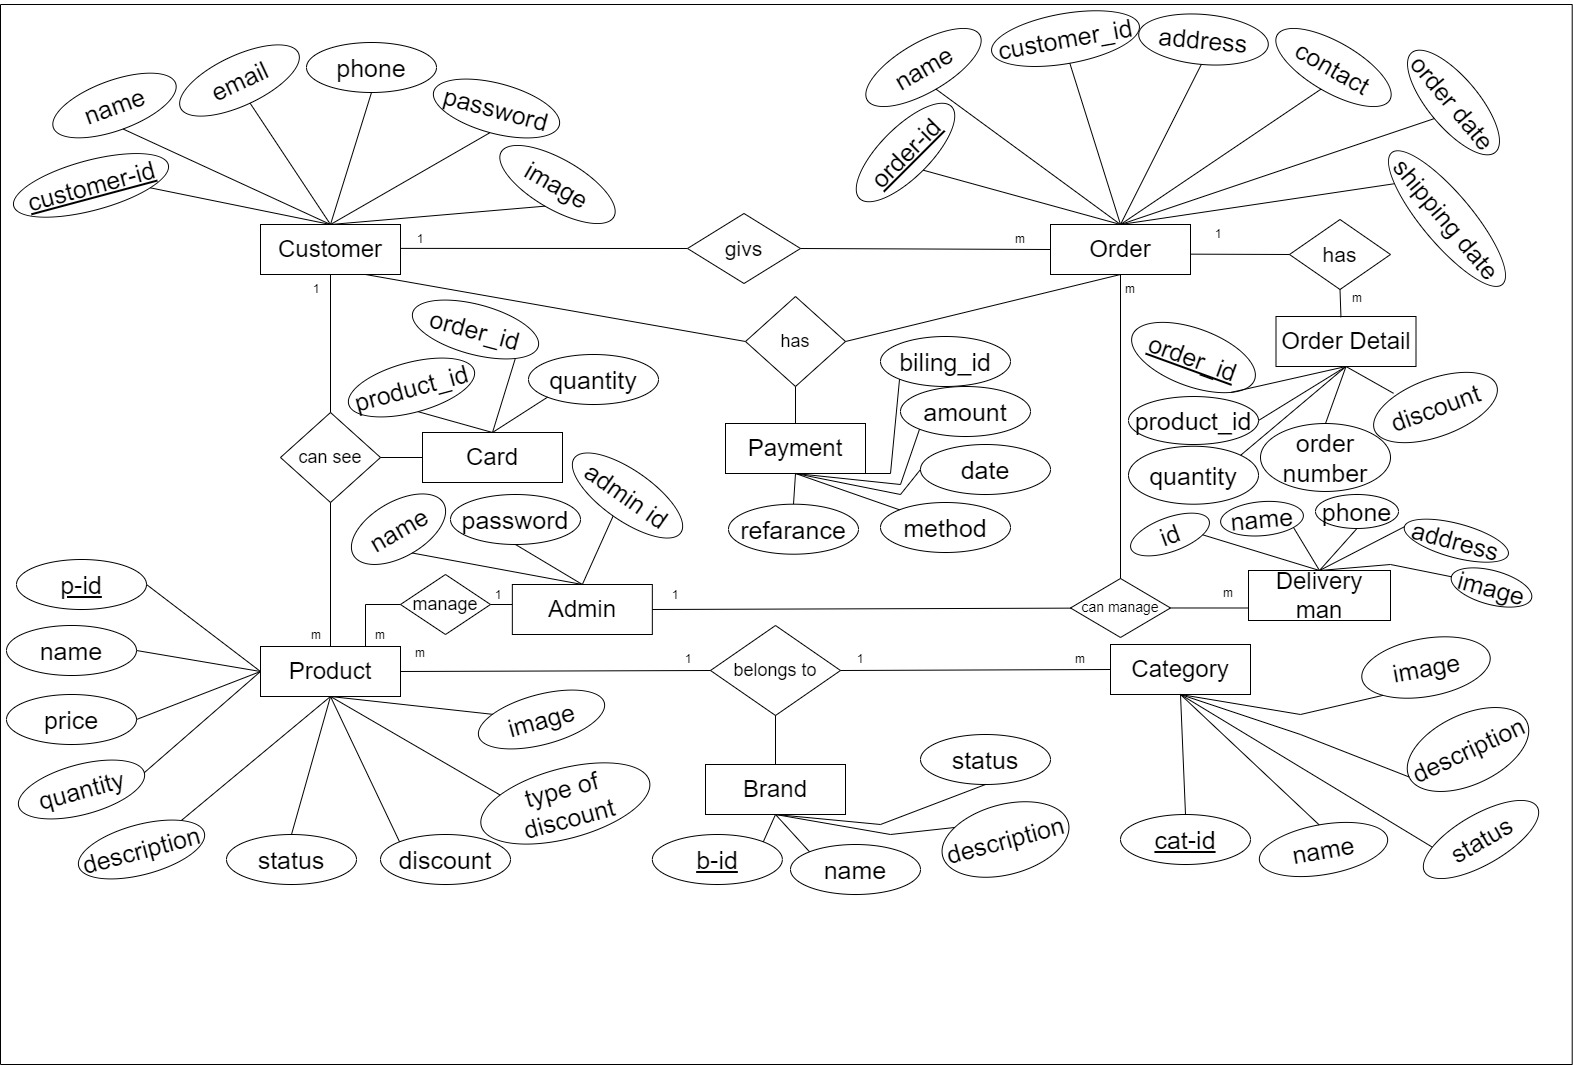 name
email
phone
password
customer-id
image
name
customer_id
address
contact
order date
order-id
shipping date
Customer
1
givs
m
Order
1
has
1
m
m
order_id
has
Order Detail
product_id
quantity
biling_id
order_id
amount
product_id
discount
can see
Card
Payment
date
order
number
quantity
name
password
admin id
refarance
method
id
name
phone
address
image
p-id
manage
1
Admin
1
can manage
m
Delivery
man
m
m
name
Product
m
1
belongs to
1
m
Category
image
price
image
quantity
type of
discount
status
description
description
status
discount
Brand
b-id
name
description
cat-id
name
status